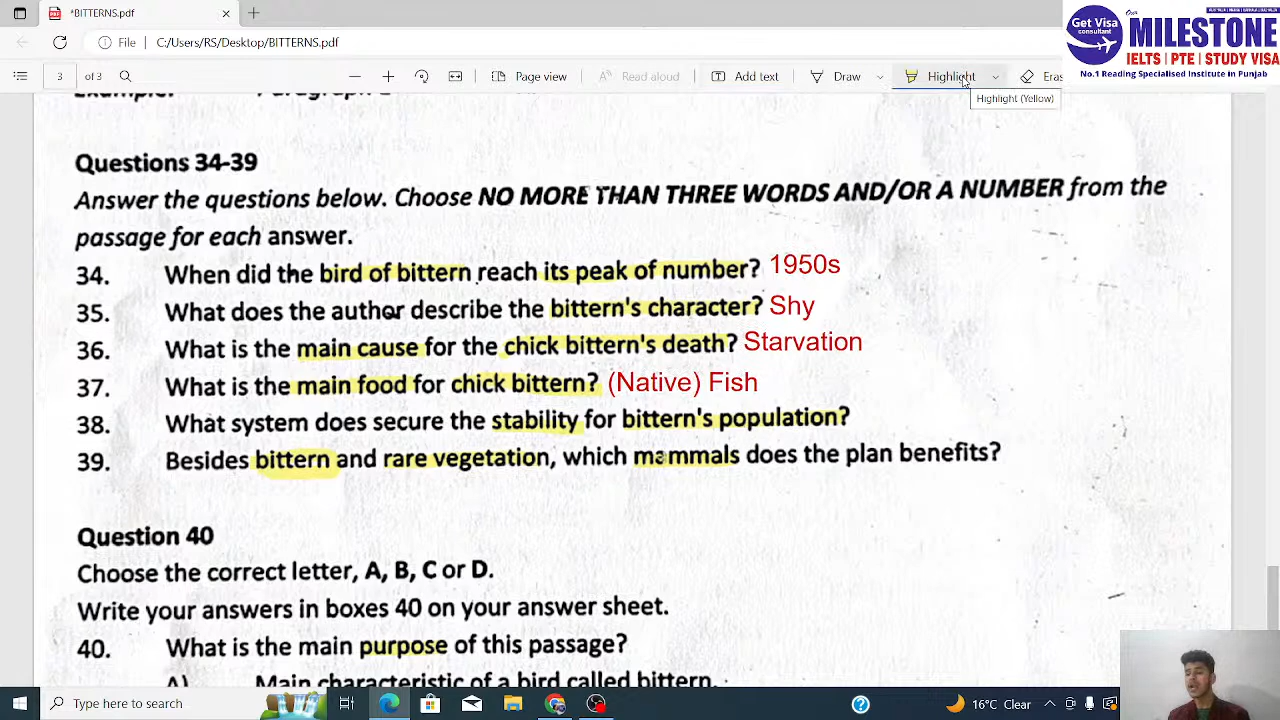 *BITTERNS.pdf
Get Visa
consultant
Our
MILESTONE
IELTS | PTE | STUDY VISA
No.1 Reading Specialised Institute in Punjab
File C:/Users/RS/Desktop/BITTERNS.pdf
3 of 3 Page view Read aloud Add text Draw Highlight Eras
Highlight (Yellow)
Questions 34-39
Answer the questions below. Choose NO MORE THAN THREE WORDS AND/OR A NUMBER from the
passage for each answer.
34. When did the bird of bittern reach its peak of number? 1950s
35. What does the author describe the bittern's character? Shy
36. What is the main cause for the chick bittern's death? Starvation
37. What is the main food for chick bittern? (Native) Fish
38. What system does secure the stability for bittern's population?
39. Besides bittern and rare vegetation, which mammals does the plan benefits?
Question 40
Choose the correct letter, A, B, C or D.
Write your answers in boxes 40 on your answer sheet.
40. What is the main purpose of this passage?
A) Main characteristic of a bird called bittern.
Type here to search
16°C Clear
ENG